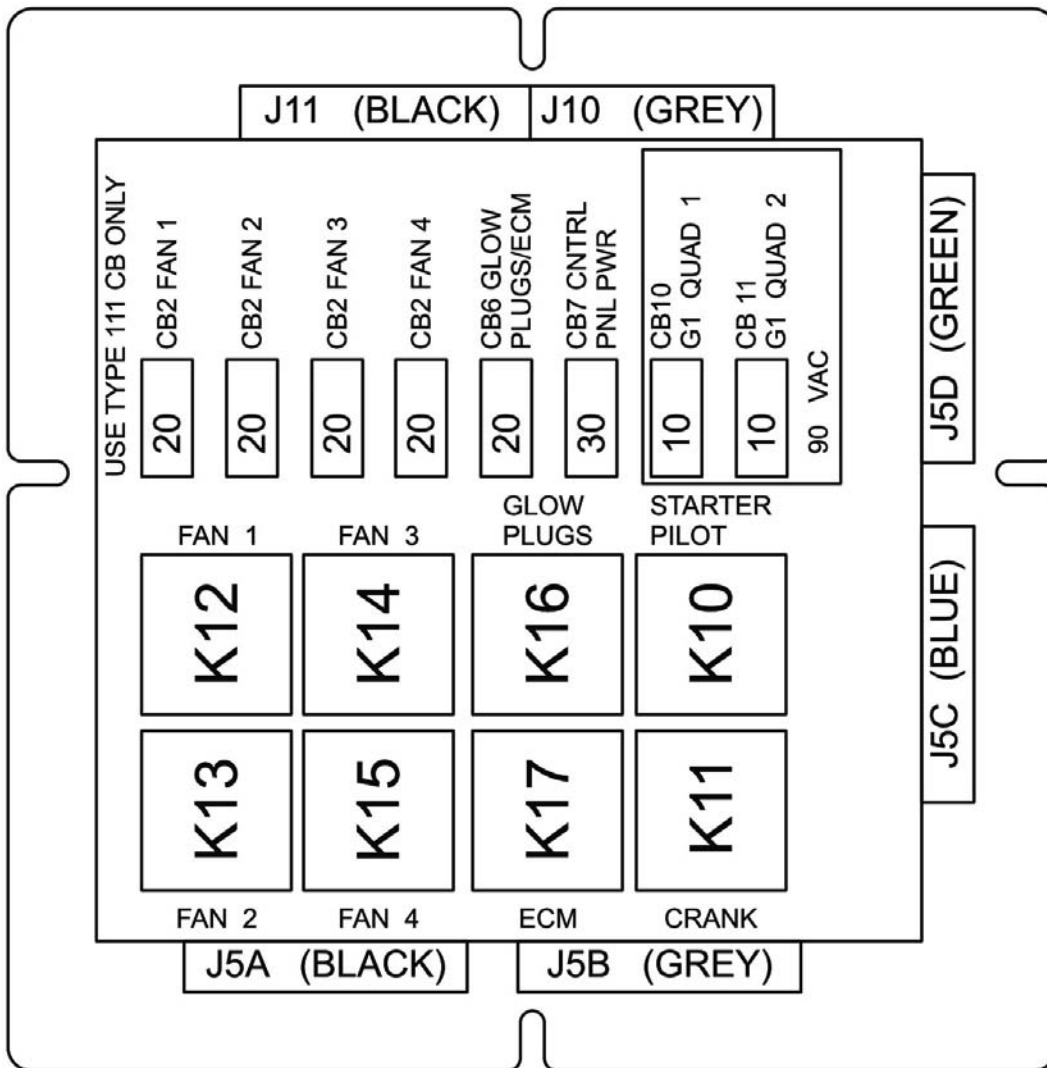 J11 (BLACK)
J10 (GREY)
USE TYPE 111 CB ONLY
CB2 FAN 1
CB2 FAN 2
CB2 FAN 3
CB2 FAN 4
CB6 GLOW
PLUGS/ECM
CB7 CNTRL
PNL PWR
CB10
G1 QUAD 1
CB 11
G1 QUAD 2
90 VAC
20
20
20
20
20
30
10
10
J5D (GREEN)
FAN 1
FAN 3
GLOW
PLUGS
STARTER
PILOT
K12
K14
K16
K10
J5C (BLUE)
K13
K15
K17
K11
FAN 2
FAN 4
ECM
CRANK
J5A (BLACK)
J5B (GREY)